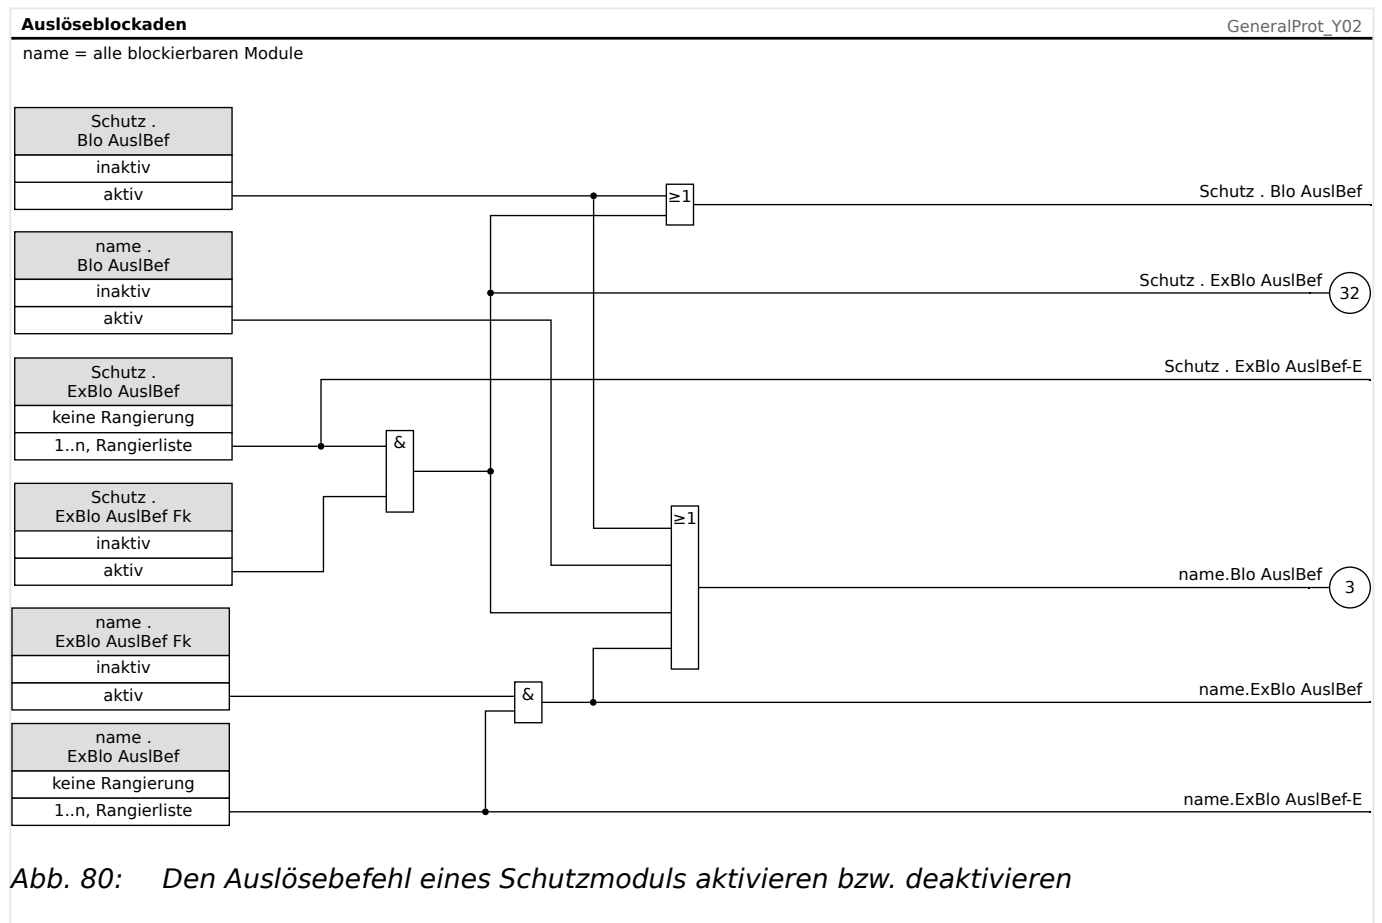 Auslöseblockaden
GeneralProt_Y02
name = alle blockierbaren Module
Schutz .
Blo AuslBef
inaktiv
aktiv
name .
Blo AuslBef
inaktiv
aktiv
Schutz .
ExBlo AuslBef
keine Rangierung
1..n, Rangierliste
Schutz .
ExBlo AuslBef Fk
inaktiv
aktiv
name .
ExBlo AuslBef Fk
inaktiv
aktiv
name .
ExBlo AuslBef
keine Rangierung
1..n, Rangierliste
&
&
≥1
≥1
Schutz . Blo AuslBef
Schutz . ExBlo AuslBef
32
Schutz . ExBlo AuslBef-E
name.Blo AuslBef
3
name.ExBlo AuslBef
name.ExBlo AuslBef-E
Abb. 80: Den Auslösebefehl eines Schutzmoduls aktivieren bzw. deaktivieren